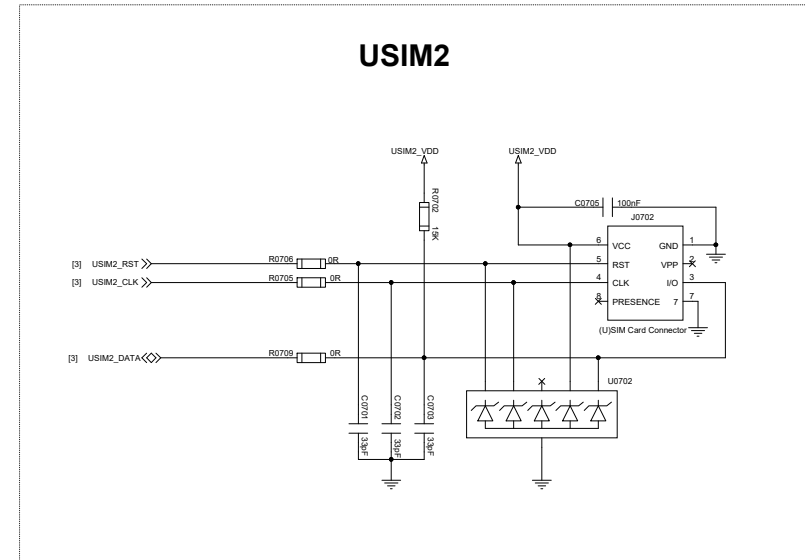 USIM2
USIM2_VDD
USIM2_VDD
R0702
15K
C0705
100nF
J0702
6
VCC
GND
1
[3] USIM2_RST
R0706
0R
5
RST
VPP
2
[3] USIM2_CLK
R0705
0R
4
CLK
I/O
3
8
PRESENCE
7
7
(U)SIM Card Connector
[3] USIM2_DATA
R0709
0R
U0702
C0701
33pF
C0702
33pF
C0703
33pF